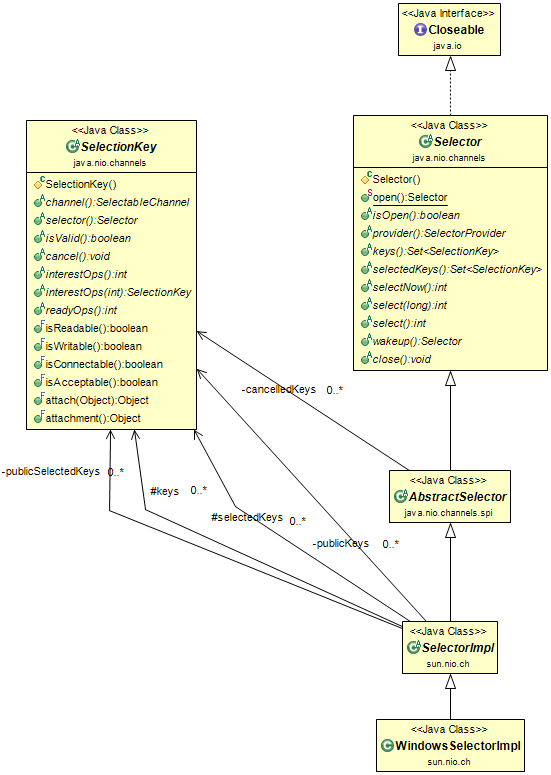 <<Java Interface>>
Closeable
java.io
<<Java Class>>
SelectionKey
java.nio.channels
SelectionKey()
channel():SelectableChannel
selector():Selector
isValid():boolean
cancel():void
interestOps():int
interestOps(int):SelectionKey
readyOps():int
isReadable():boolean
isWritable():boolean
isConnectable():boolean
isAcceptable():boolean
attach(Object):Object
attachment():Object
<<Java Class>>
Selector
java.nio.channels
Selector()
open():Selector
isOpen():boolean
provider():SelectorProvider
keys():Set<SelectionKey>
selectedKeys():Set<SelectionKey>
selectNow():int
select(long):int
select():int
wakeup():Selector
close():void
-cancelledKeys 0..*
-publicSelectedKeys 0..*
#keys 0..*
#selectedKeys 0..*
-publicKeys 0..*
<<Java Class>>
AbstractSelector
java.nio.channels.spi
<<Java Class>>
SelectorImpl
sun.nio.ch
<<Java Class>>
WindowsSelectorImpl
sun.nio.ch